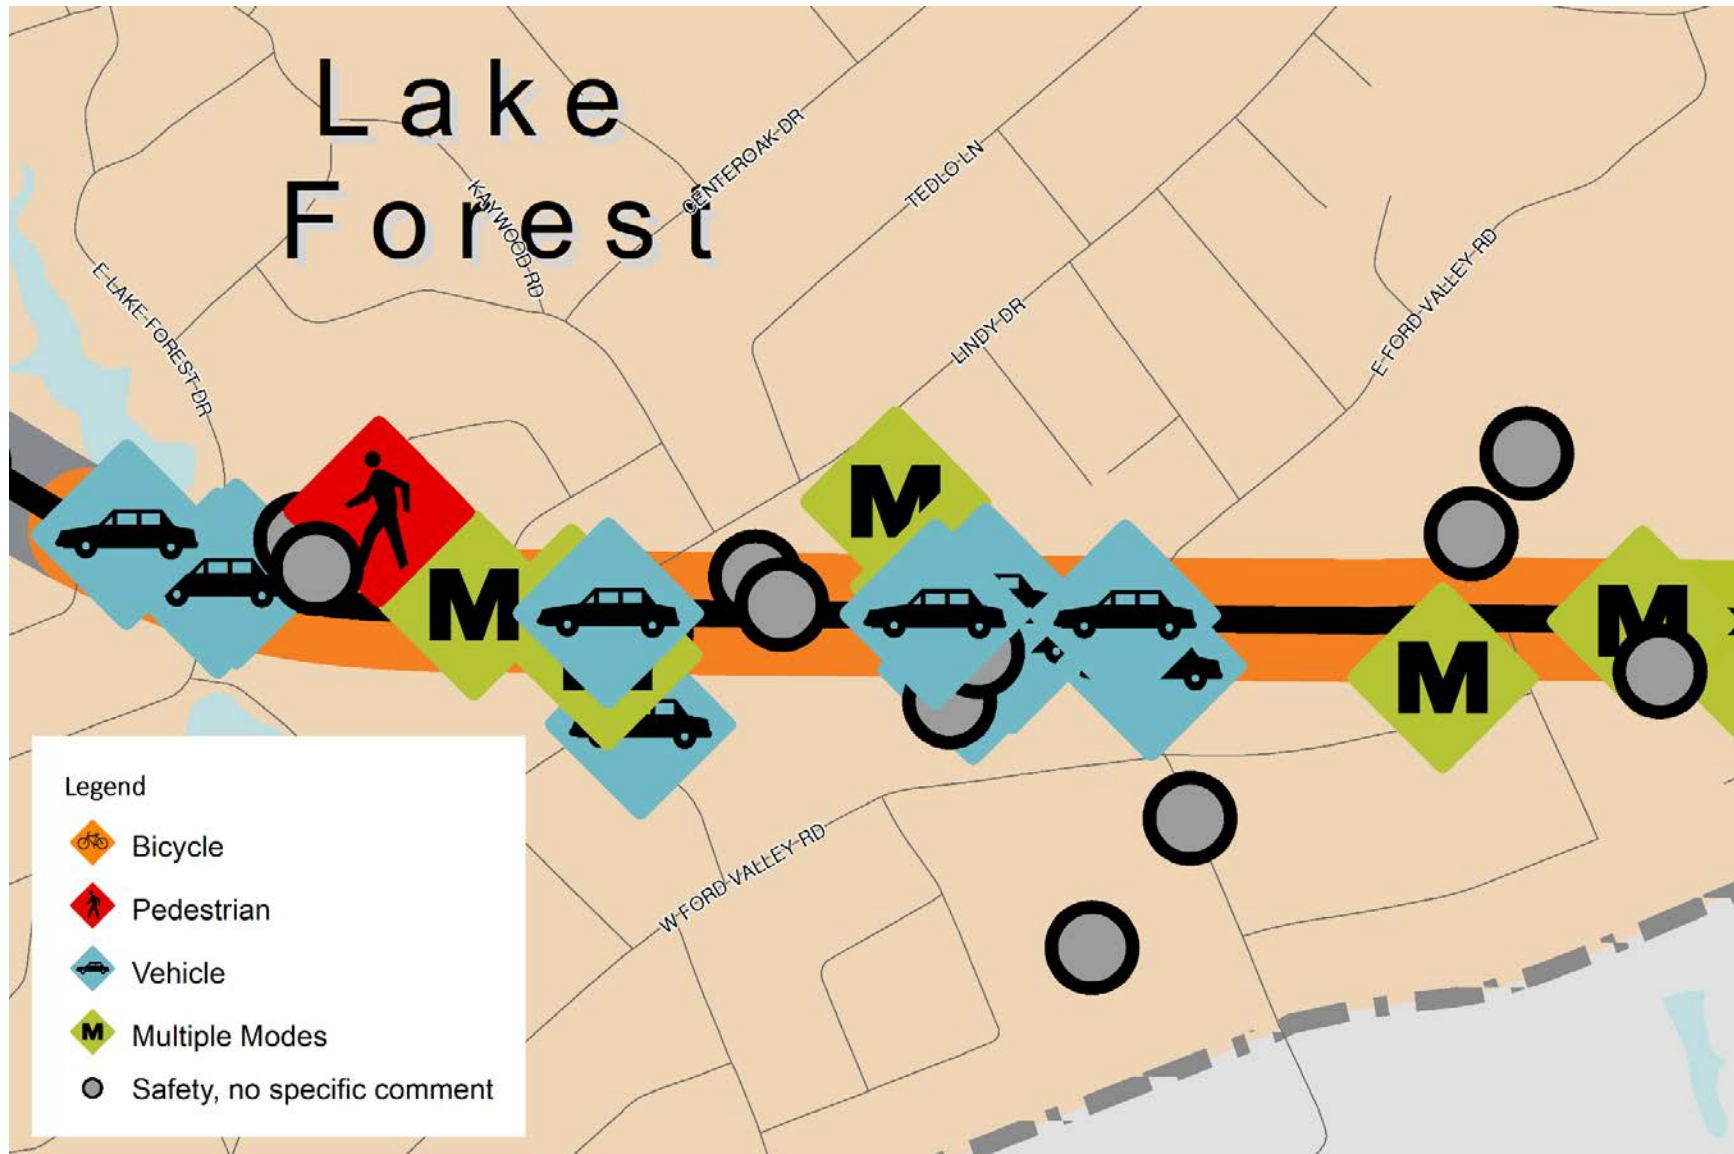 Lake
Forest
CENTEROAK DR
KAYWOOD RD
TEDLO LN
LINDY DR
E FORD VALLEY RD
E LAKE FOREST DR
M
M
M
M
W FORD VALLEY RD
Legend
Bicycle
Pedestrian
Vehicle
M
Multiple Modes
Safety, no specific comment